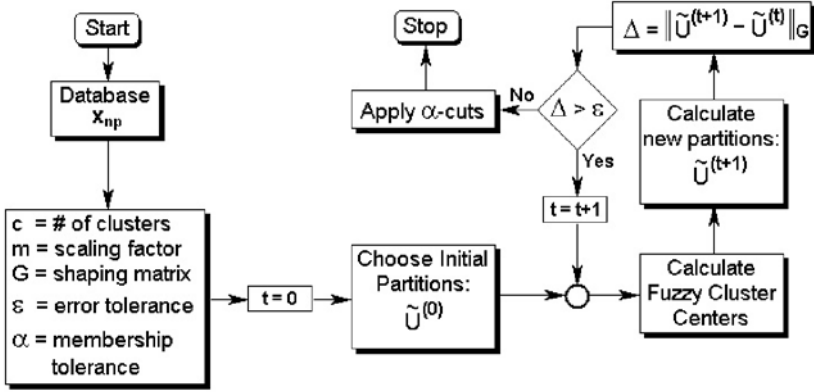 Start
Database
X_np
c = # of clusters
m = scaling factor
G = shaping matrix
ε = error tolerance
α = membership
tolerance
t = 0
Choose Initial
Partitions:
Ũ^(0)
Calculate
Fuzzy Cluster
Centers
Calculate
new partitions:
Ũ^(t+1)
Δ = ‖Ũ^(t+1) − Ũ^(t)‖_G
Δ > ε
Yes
t = t+1
No
Apply α-cuts
Stop